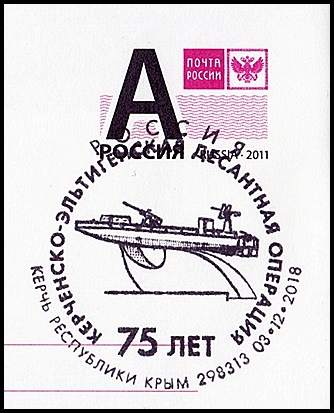 А
ПОЧТА
РОССИИ
РОССИЯ RUSSIA • 2011
РОССИЯ
КЕРЧЕНСКО-ЭЛЬТИГЕНСКАЯ ДЕСАНТНАЯ ОПЕРАЦИЯ
75 ЛЕТ
КЕРЧЬ РЕСПУБЛИКИ КРЫМ 298313 03•12•2018